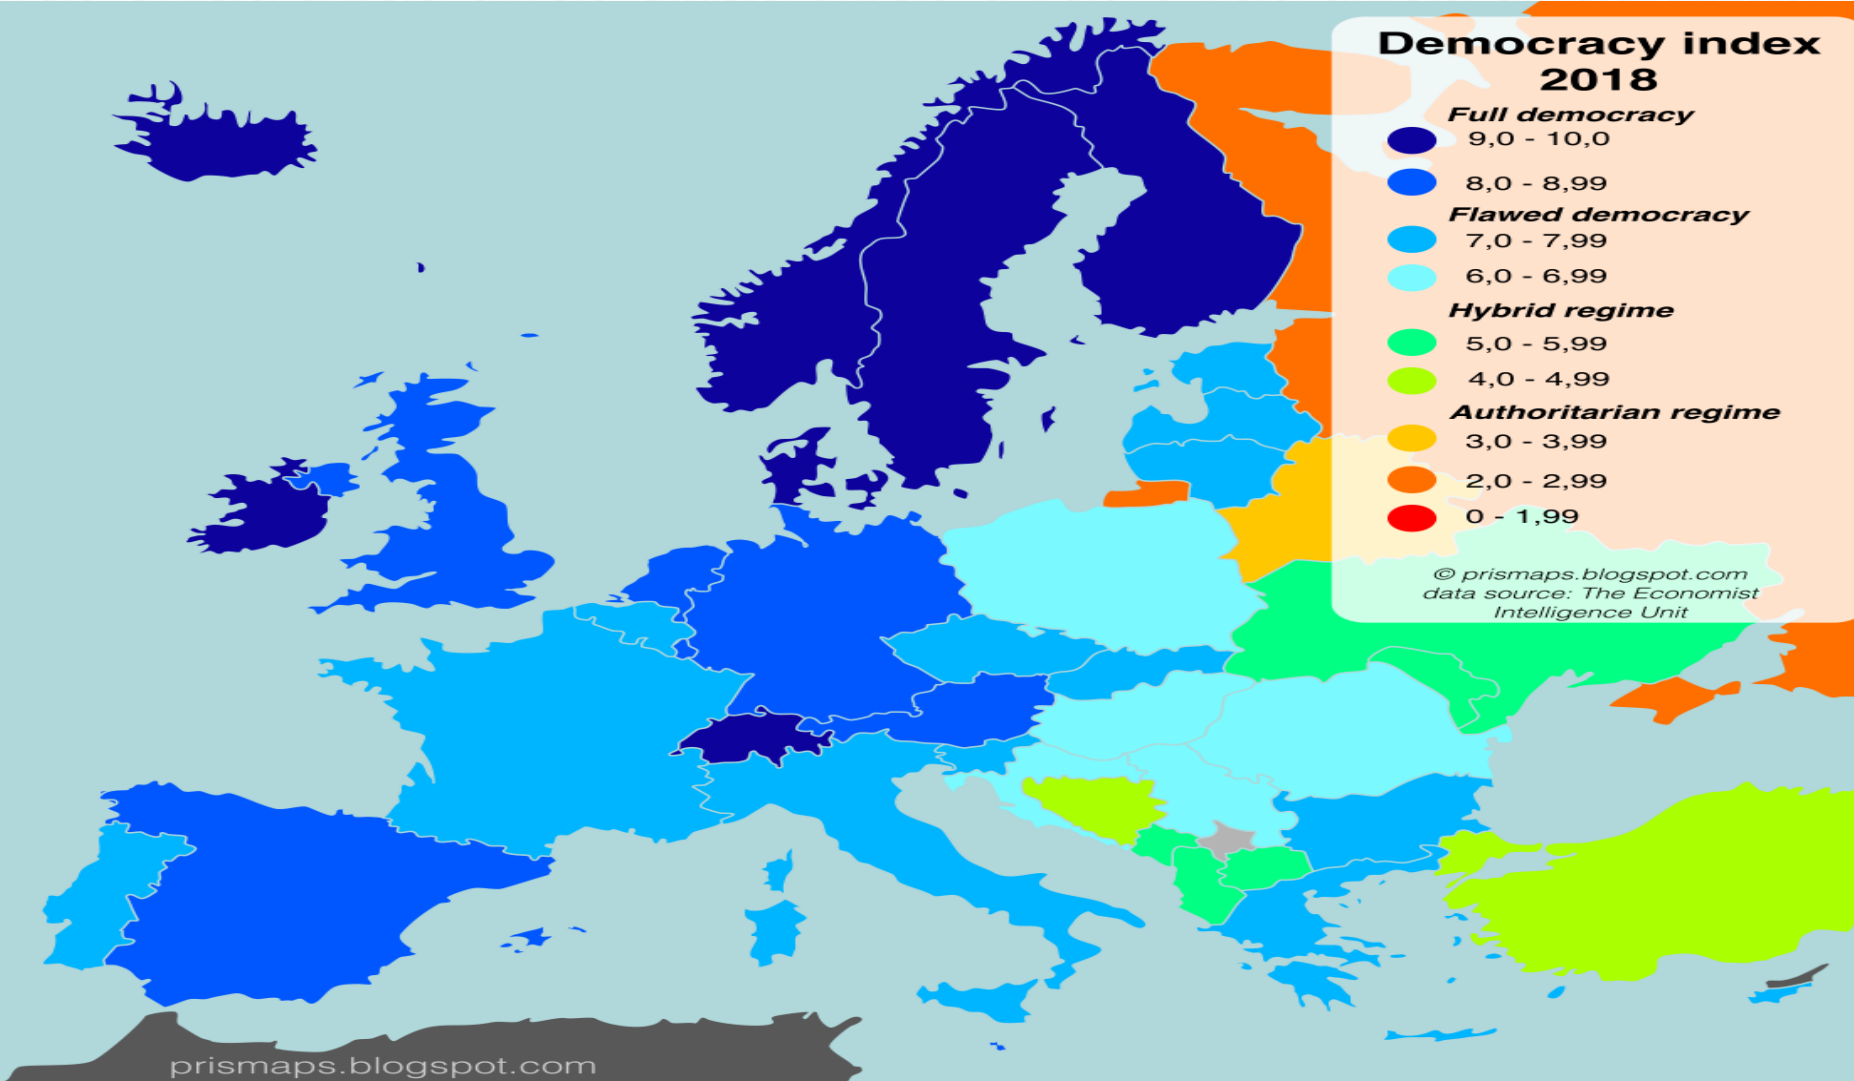 Democracy index
2018
Full democracy
9,0 - 10,0
8,0 - 8,99
Flawed democracy
7,0 - 7,99
6,0 - 6,99
Hybrid regime
5,0 - 5,99
4,0 - 4,99
Authoritarian regime
3,0 - 3,99
2,0 - 2,99
0 - 1,99
© prismaps.blogspot.com
data source: The Economist
Intelligence Unit
prismaps.blogspot.com